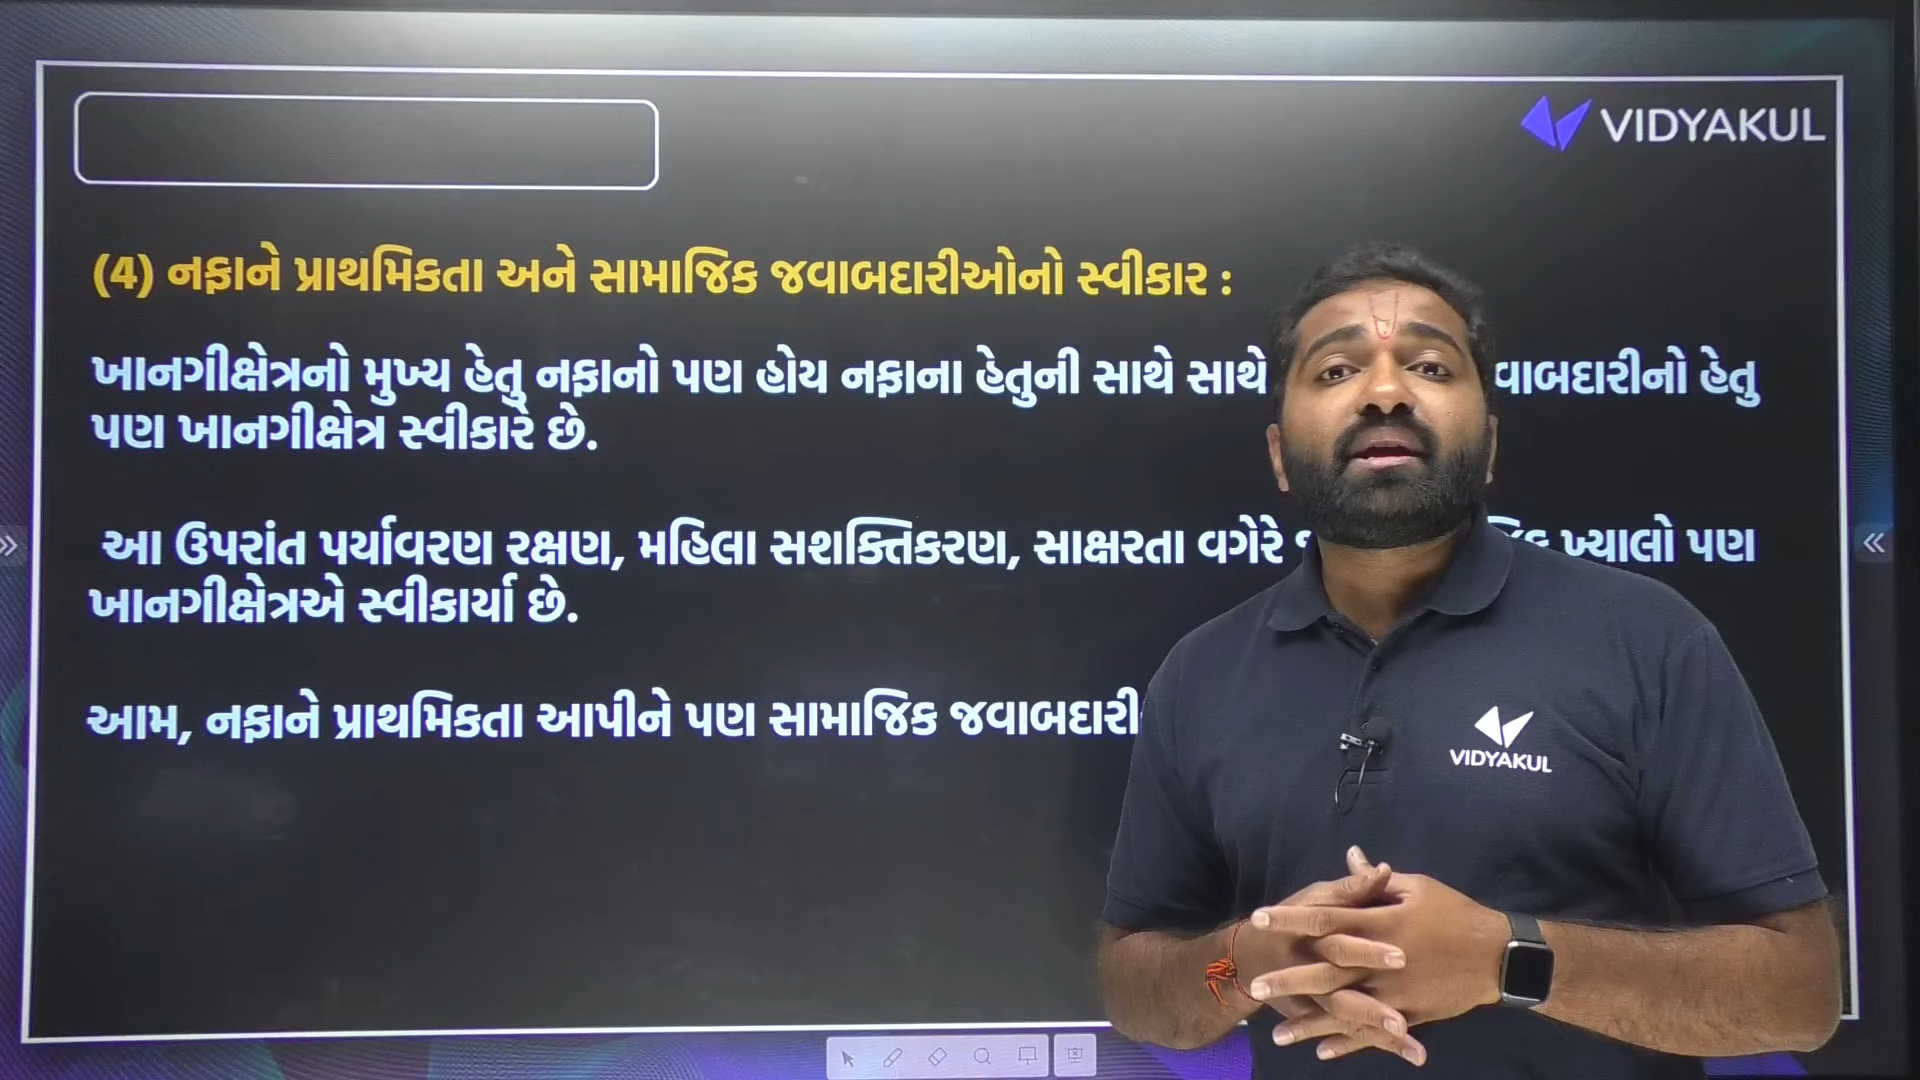 VIDYAKUL
(4) નફાને પ્રાથમિકતા અને સામાજિક જવાબદારીઓનો સ્વીકાર :
ખાનગીક્ષેત્રનો મુખ્ય હેતુ નફાનો પણ હોય નફાના હેતુની સાથે સાથે વાબદારીનો હેતુ
પણ ખાનગીક્ષેત્ર સ્વીકારે છે.
આ ઉપરાંત પર્યાવરણ રક્ષણ, મહિલા સશક્તિકરણ, સાક્ષરતા વગેરે ખ્યાલો પણ
ખાનગીક્ષેત્રએ સ્વીકાર્યા છે.
આમ, નફાને પ્રાથમિકતા આપીને પણ સામાજિક જવાબદારી
VIDYAKUL